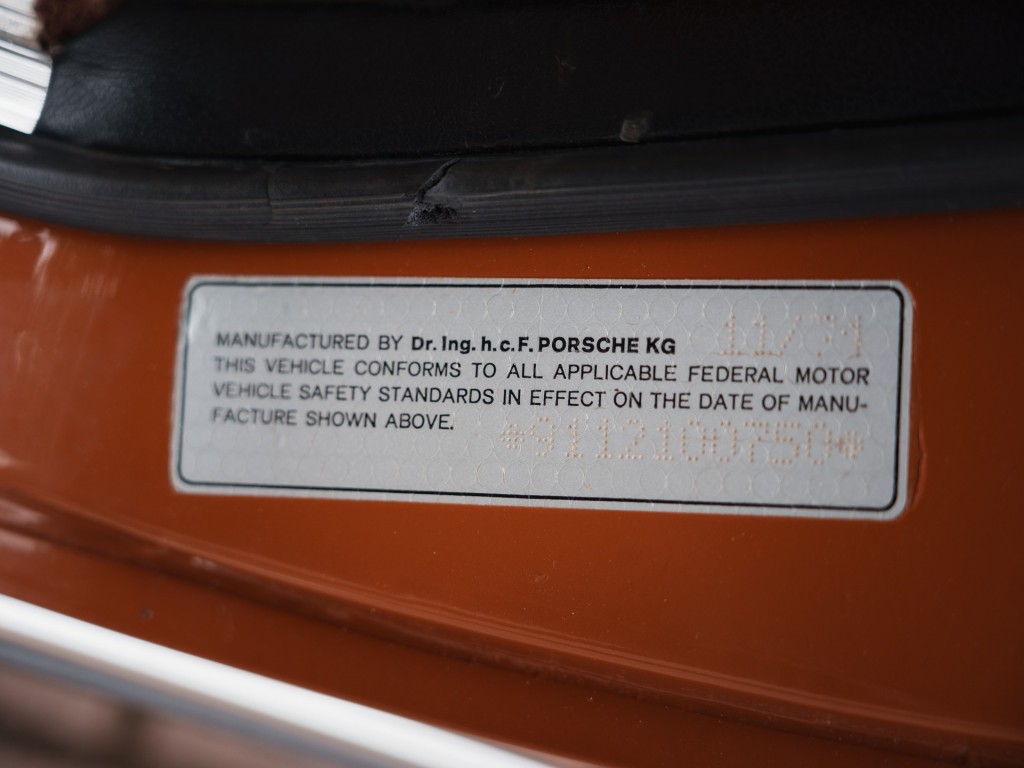 MANUFACTURED BY Dr. Ing. h.c. F. PORSCHE KG 11/71
THIS VEHICLE CONFORMS TO ALL APPLICABLE FEDERAL MOTOR
VEHICLE SAFETY STANDARDS IN EFFECT ON THE DATE OF MANU-
FACTURE SHOWN ABOVE. *9112100750*